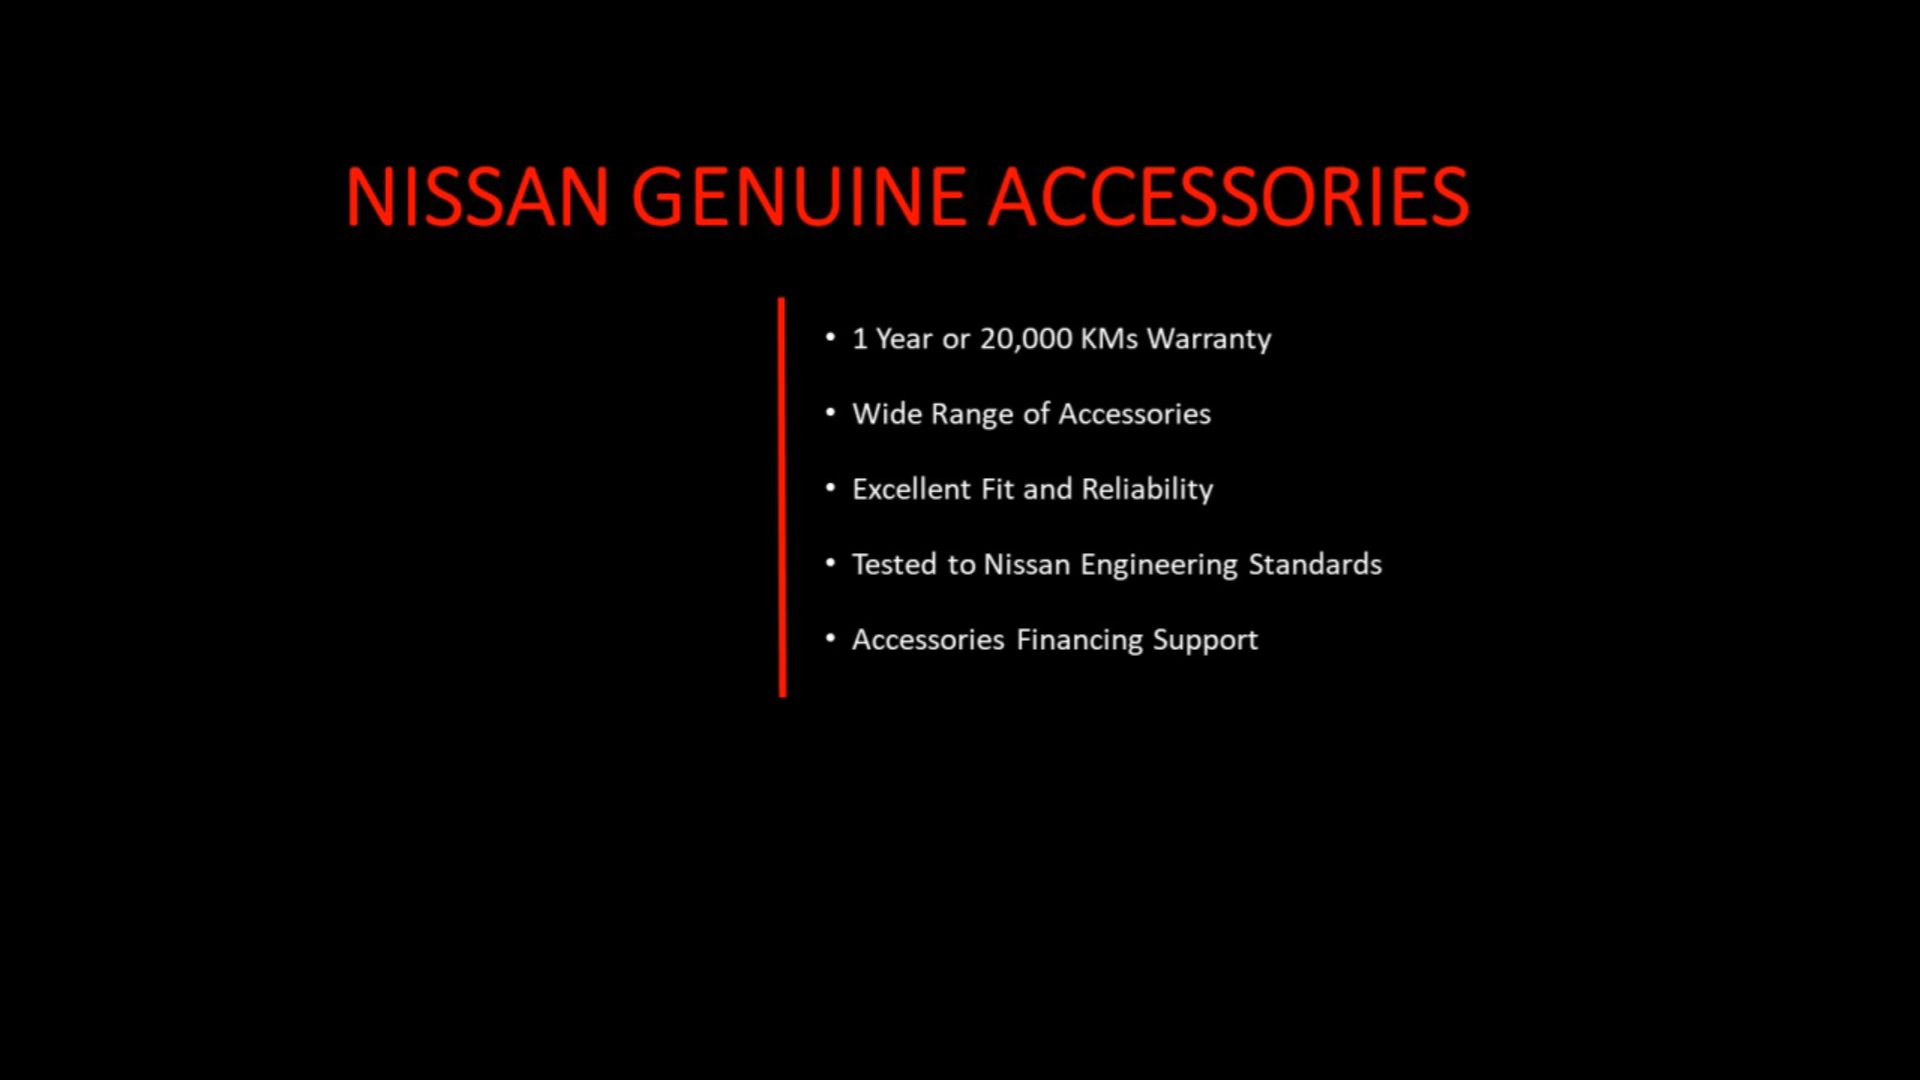 NISSAN GENUINE ACCESSORIES
• 1 Year or 20,000 KMs Warranty
• Wide Range of Accessories
• Excellent Fit and Reliability
• Tested to Nissan Engineering Standards
• Accessories Financing Support